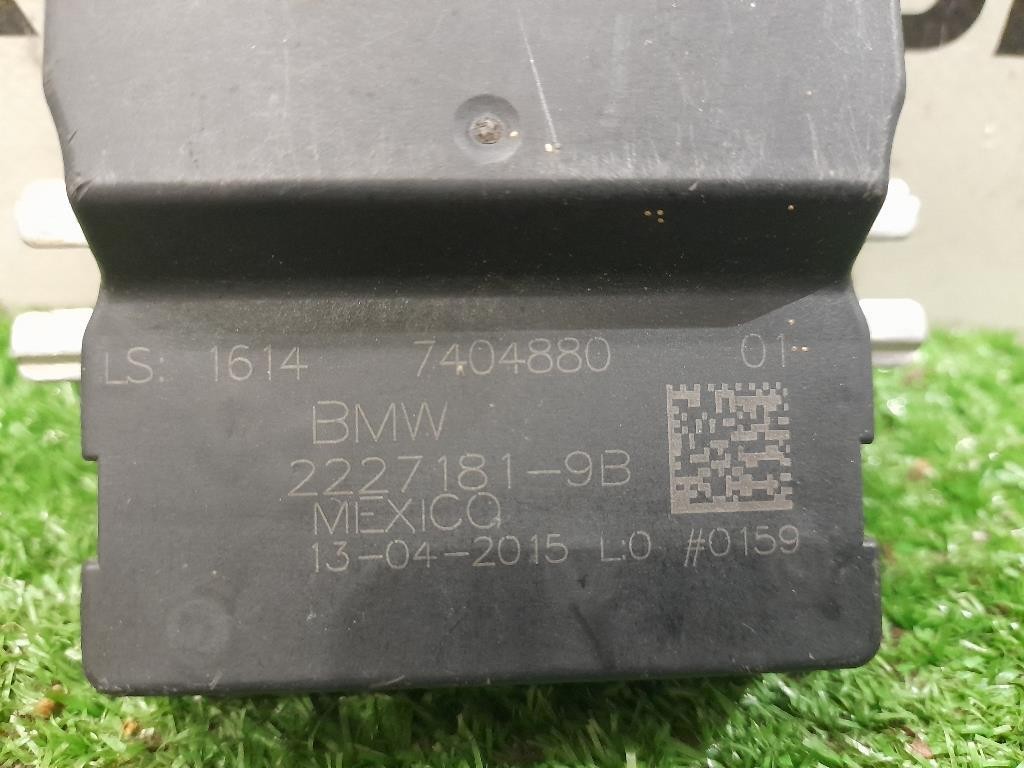 LS: 1614 7404880 01
BMW
2227181-9B
MEXICO
13-04-2015 L:0 #0159